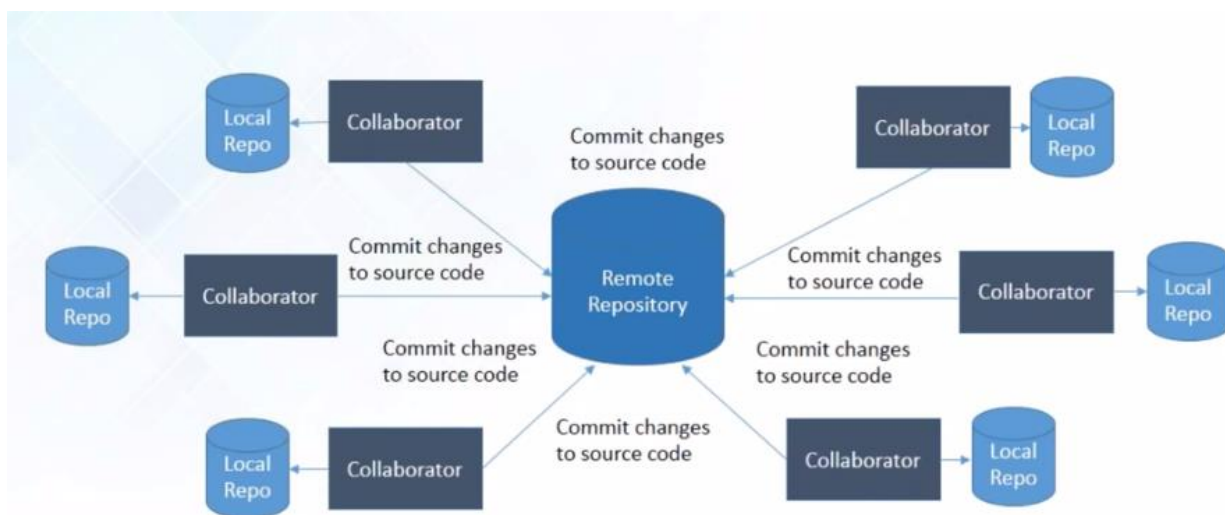 Local
Repo
Collaborator
Commit changes
to source code
Collaborator
Local
Repo
Local
Repo
Collaborator
Commit changes
to source code
Remote
Repository
Commit changes
to source code
Collaborator
Local
Repo
Commit changes
to source code
Commit changes
to source code
Local
Repo
Collaborator
Commit changes
to source code
Collaborator
Local
Repo